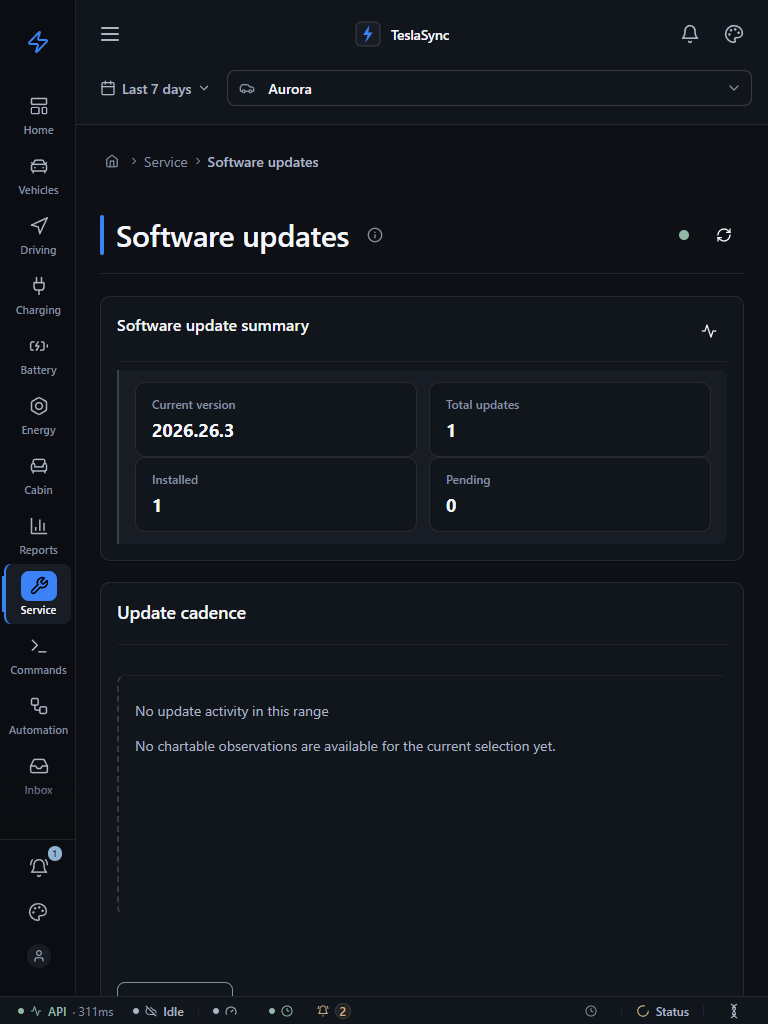 TeslaSync
Last 7 days
Aurora
Home
Vehicles
Driving
Charging
Battery
Energy
Cabin
Reports
Service
Commands
Automation
Inbox
1
Service
Software updates
Software updates
Software update summary
Current version
2026.26.3
Total updates
1
Installed
1
Pending
0
Update cadence
No update activity in this range
No chartable observations are available for the current selection yet.
API · 311ms
Idle
2
Status